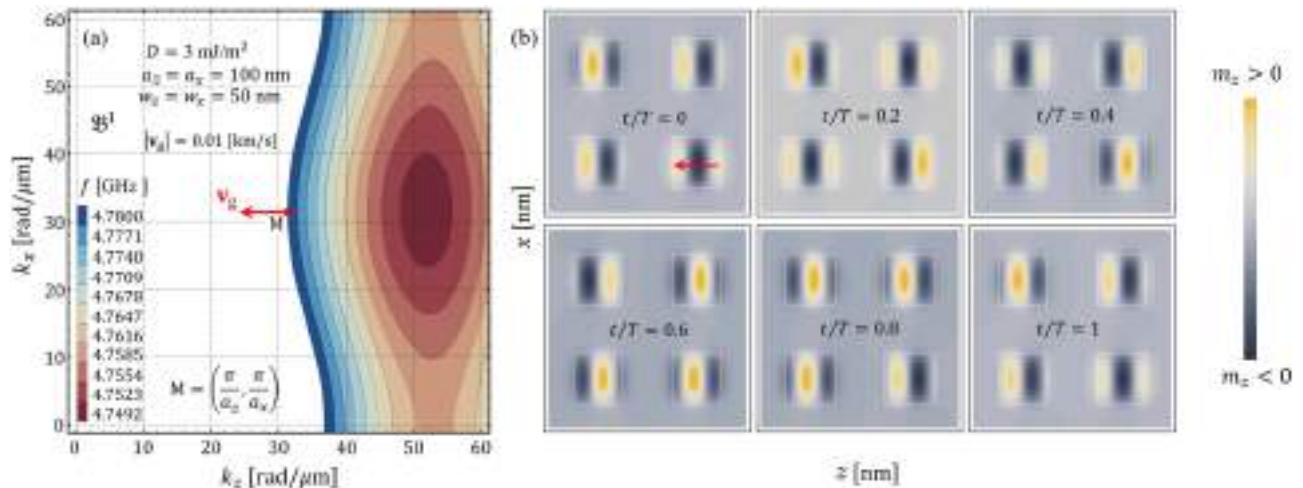 (a)
D = 3 mJ/m²
a_z = a_x = 100 nm
w_z = w_x = 50 nm
𝔅¹
|v_g| = 0.01 [km/s]
f [GHz]
4.7800
4.7771
4.7740
4.7709
4.7678
4.7647
4.7616
4.7585
4.7554
4.7523
4.7492
v_g
M
M = (π/a_z, π/a_x)
60
50
40
30
20
10
0
k_x [rad/μm]
0 10 20 30 40 50 60
k_z [rad/μm]
(b)
t/T = 0
t/T = 0.2
t/T = 0.4
t/T = 0.6
t/T = 0.8
t/T = 1
x [nm]
z [nm]
m_z > 0
m_z < 0